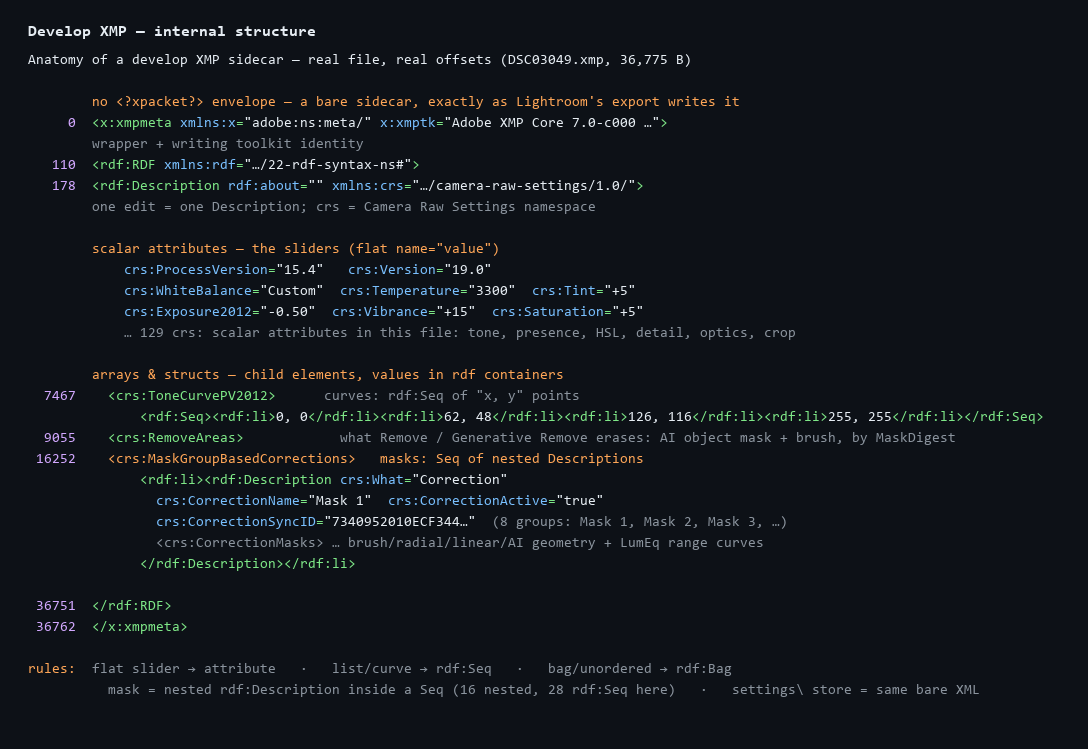 Develop XMP — internal structure
Anatomy of a develop XMP sidecar — real file, real offsets (DSC03049.xmp, 36,775 B)
no <?xpacket?> envelope — a bare sidecar, exactly as Lightroom's export writes it
0 <x:xmpmeta xmlns:x="adobe:ns:meta/" x:xmptk="Adobe XMP Core 7.0-c000 …">
wrapper + writing toolkit identity
110 <rdf:RDF xmlns:rdf="…/22-rdf-syntax-ns#">
178 <rdf:Description rdf:about="" xmlns:crs="…/camera-raw-settings/1.0/">
one edit = one Description; crs = Camera Raw Settings namespace
scalar attributes — the sliders (flat name="value")
crs:ProcessVersion="15.4" crs:Version="19.0"
crs:WhiteBalance="Custom" crs:Temperature="3300" crs:Tint="+5"
crs:Exposure2012="-0.50" crs:Vibrance="+15" crs:Saturation="+5"
… 129 crs: scalar attributes in this file: tone, presence, HSL, detail, optics, crop
arrays & structs — child elements, values in rdf containers
7467 <crs:ToneCurvePV2012> curves: rdf:Seq of "x, y" points
<rdf:Seq><rdf:li>0, 0</rdf:li><rdf:li>62, 48</rdf:li><rdf:li>126, 116</rdf:li><rdf:li>255, 255</rdf:li></rdf:Seq>
9055 <crs:RemoveAreas> what Remove / Generative Remove erases: AI object mask + brush, by MaskDigest
16252 <crs:MaskGroupBasedCorrections> masks: Seq of nested Descriptions
<rdf:li><rdf:Description crs:What="Correction"
crs:CorrectionName="Mask 1" crs:CorrectionActive="true"
crs:CorrectionSyncID="7340952010ECF344…" (8 groups: Mask 1, Mask 2, Mask 3, …)
<crs:CorrectionMasks> … brush/radial/linear/AI geometry + LumEq range curves
</rdf:Description></rdf:li>
36751 </rdf:RDF>
36762 </x:xmpmeta>
rules: flat slider → attribute · list/curve → rdf:Seq · bag/unordered → rdf:Bag
mask = nested rdf:Description inside a Seq (16 nested, 28 rdf:Seq here) · settings\ store = same bare XML